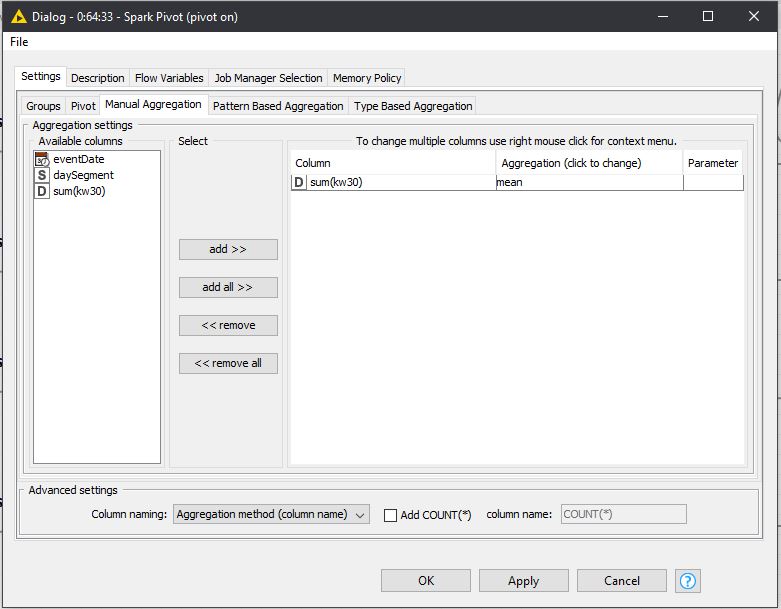 Dialog - 0:64:33 - Spark Pivot (pivot on)
File
Settings Description Flow Variables Job Manager Selection Memory Policy
Groups Pivot Manual Aggregation Pattern Based Aggregation Type Based Aggregation
Aggregation settings
Available columns Select To change multiple columns use right mouse click for context menu.
eventDate
S daySegment
D sum(kw30)
Column Aggregation (click to change) Parameter
D sum(kw30) mean
add >>
add all >>
<< remove
<< remove all
Advanced settings
Column naming: Aggregation method (column name) Add COUNT(*) column name: COUNT(*)
OK Apply Cancel ?